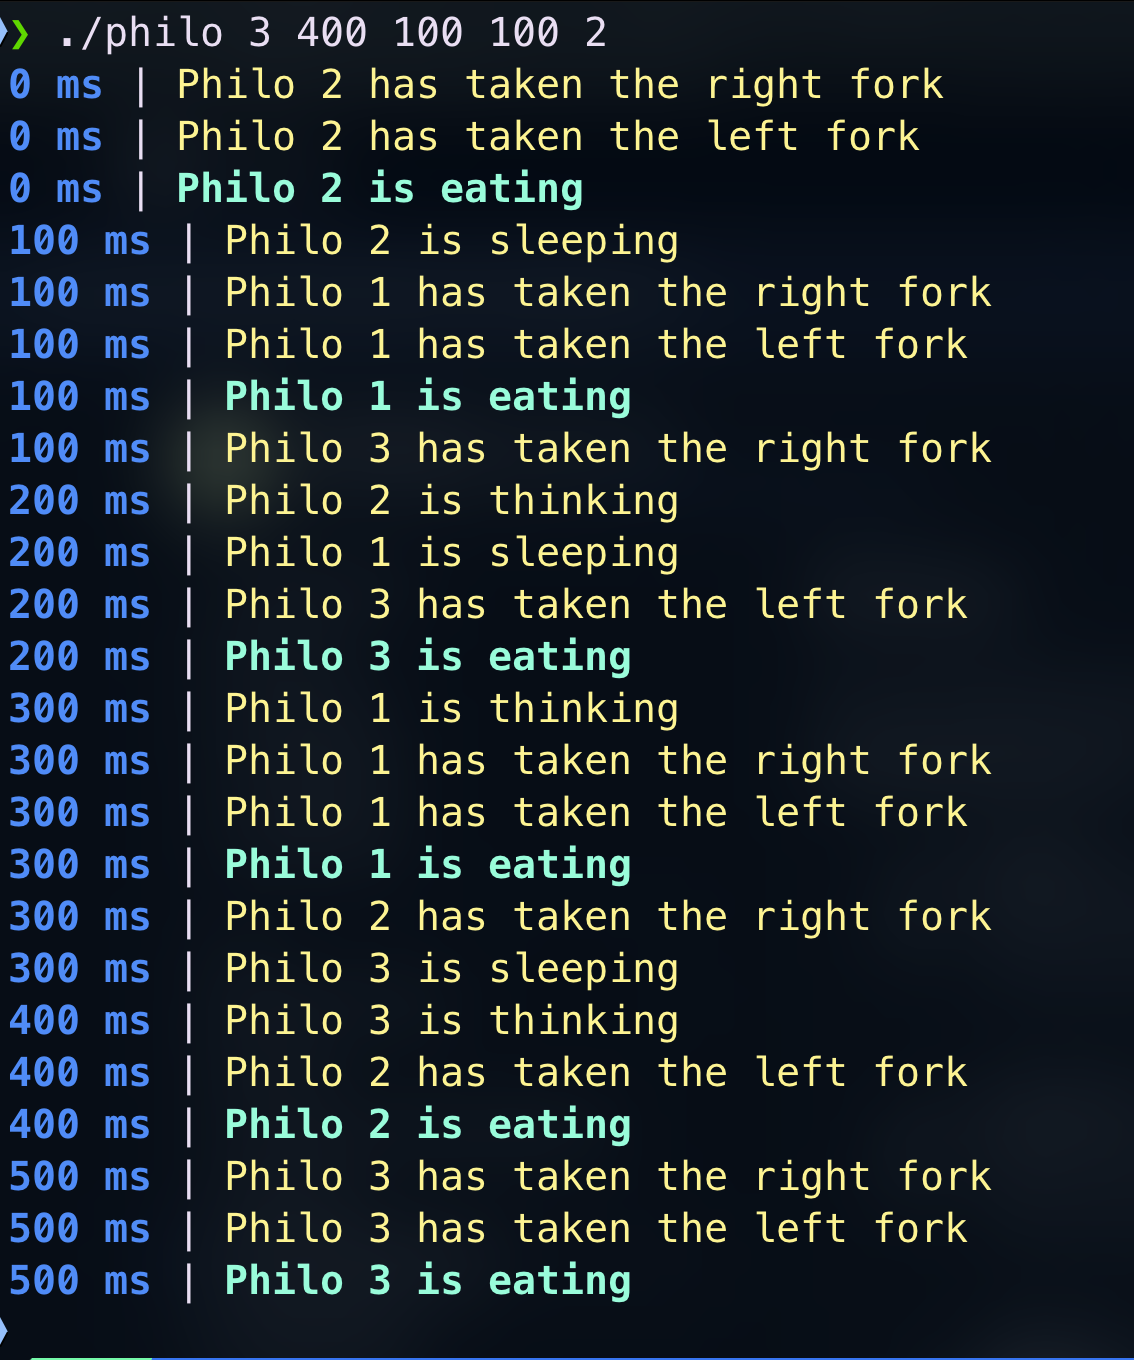 ❯ ./philo 3 400 100 100 2
0 ms | Philo 2 has taken the right fork
0 ms | Philo 2 has taken the left fork
0 ms | Philo 2 is eating
100 ms | Philo 2 is sleeping
100 ms | Philo 1 has taken the right fork
100 ms | Philo 1 has taken the left fork
100 ms | Philo 1 is eating
100 ms | Philo 3 has taken the right fork
200 ms | Philo 2 is thinking
200 ms | Philo 1 is sleeping
200 ms | Philo 3 has taken the left fork
200 ms | Philo 3 is eating
300 ms | Philo 1 is thinking
300 ms | Philo 1 has taken the right fork
300 ms | Philo 1 has taken the left fork
300 ms | Philo 1 is eating
300 ms | Philo 2 has taken the right fork
300 ms | Philo 3 is sleeping
400 ms | Philo 3 is thinking
400 ms | Philo 2 has taken the left fork
400 ms | Philo 2 is eating
500 ms | Philo 3 has taken the right fork
500 ms | Philo 3 has taken the left fork
500 ms | Philo 3 is eating